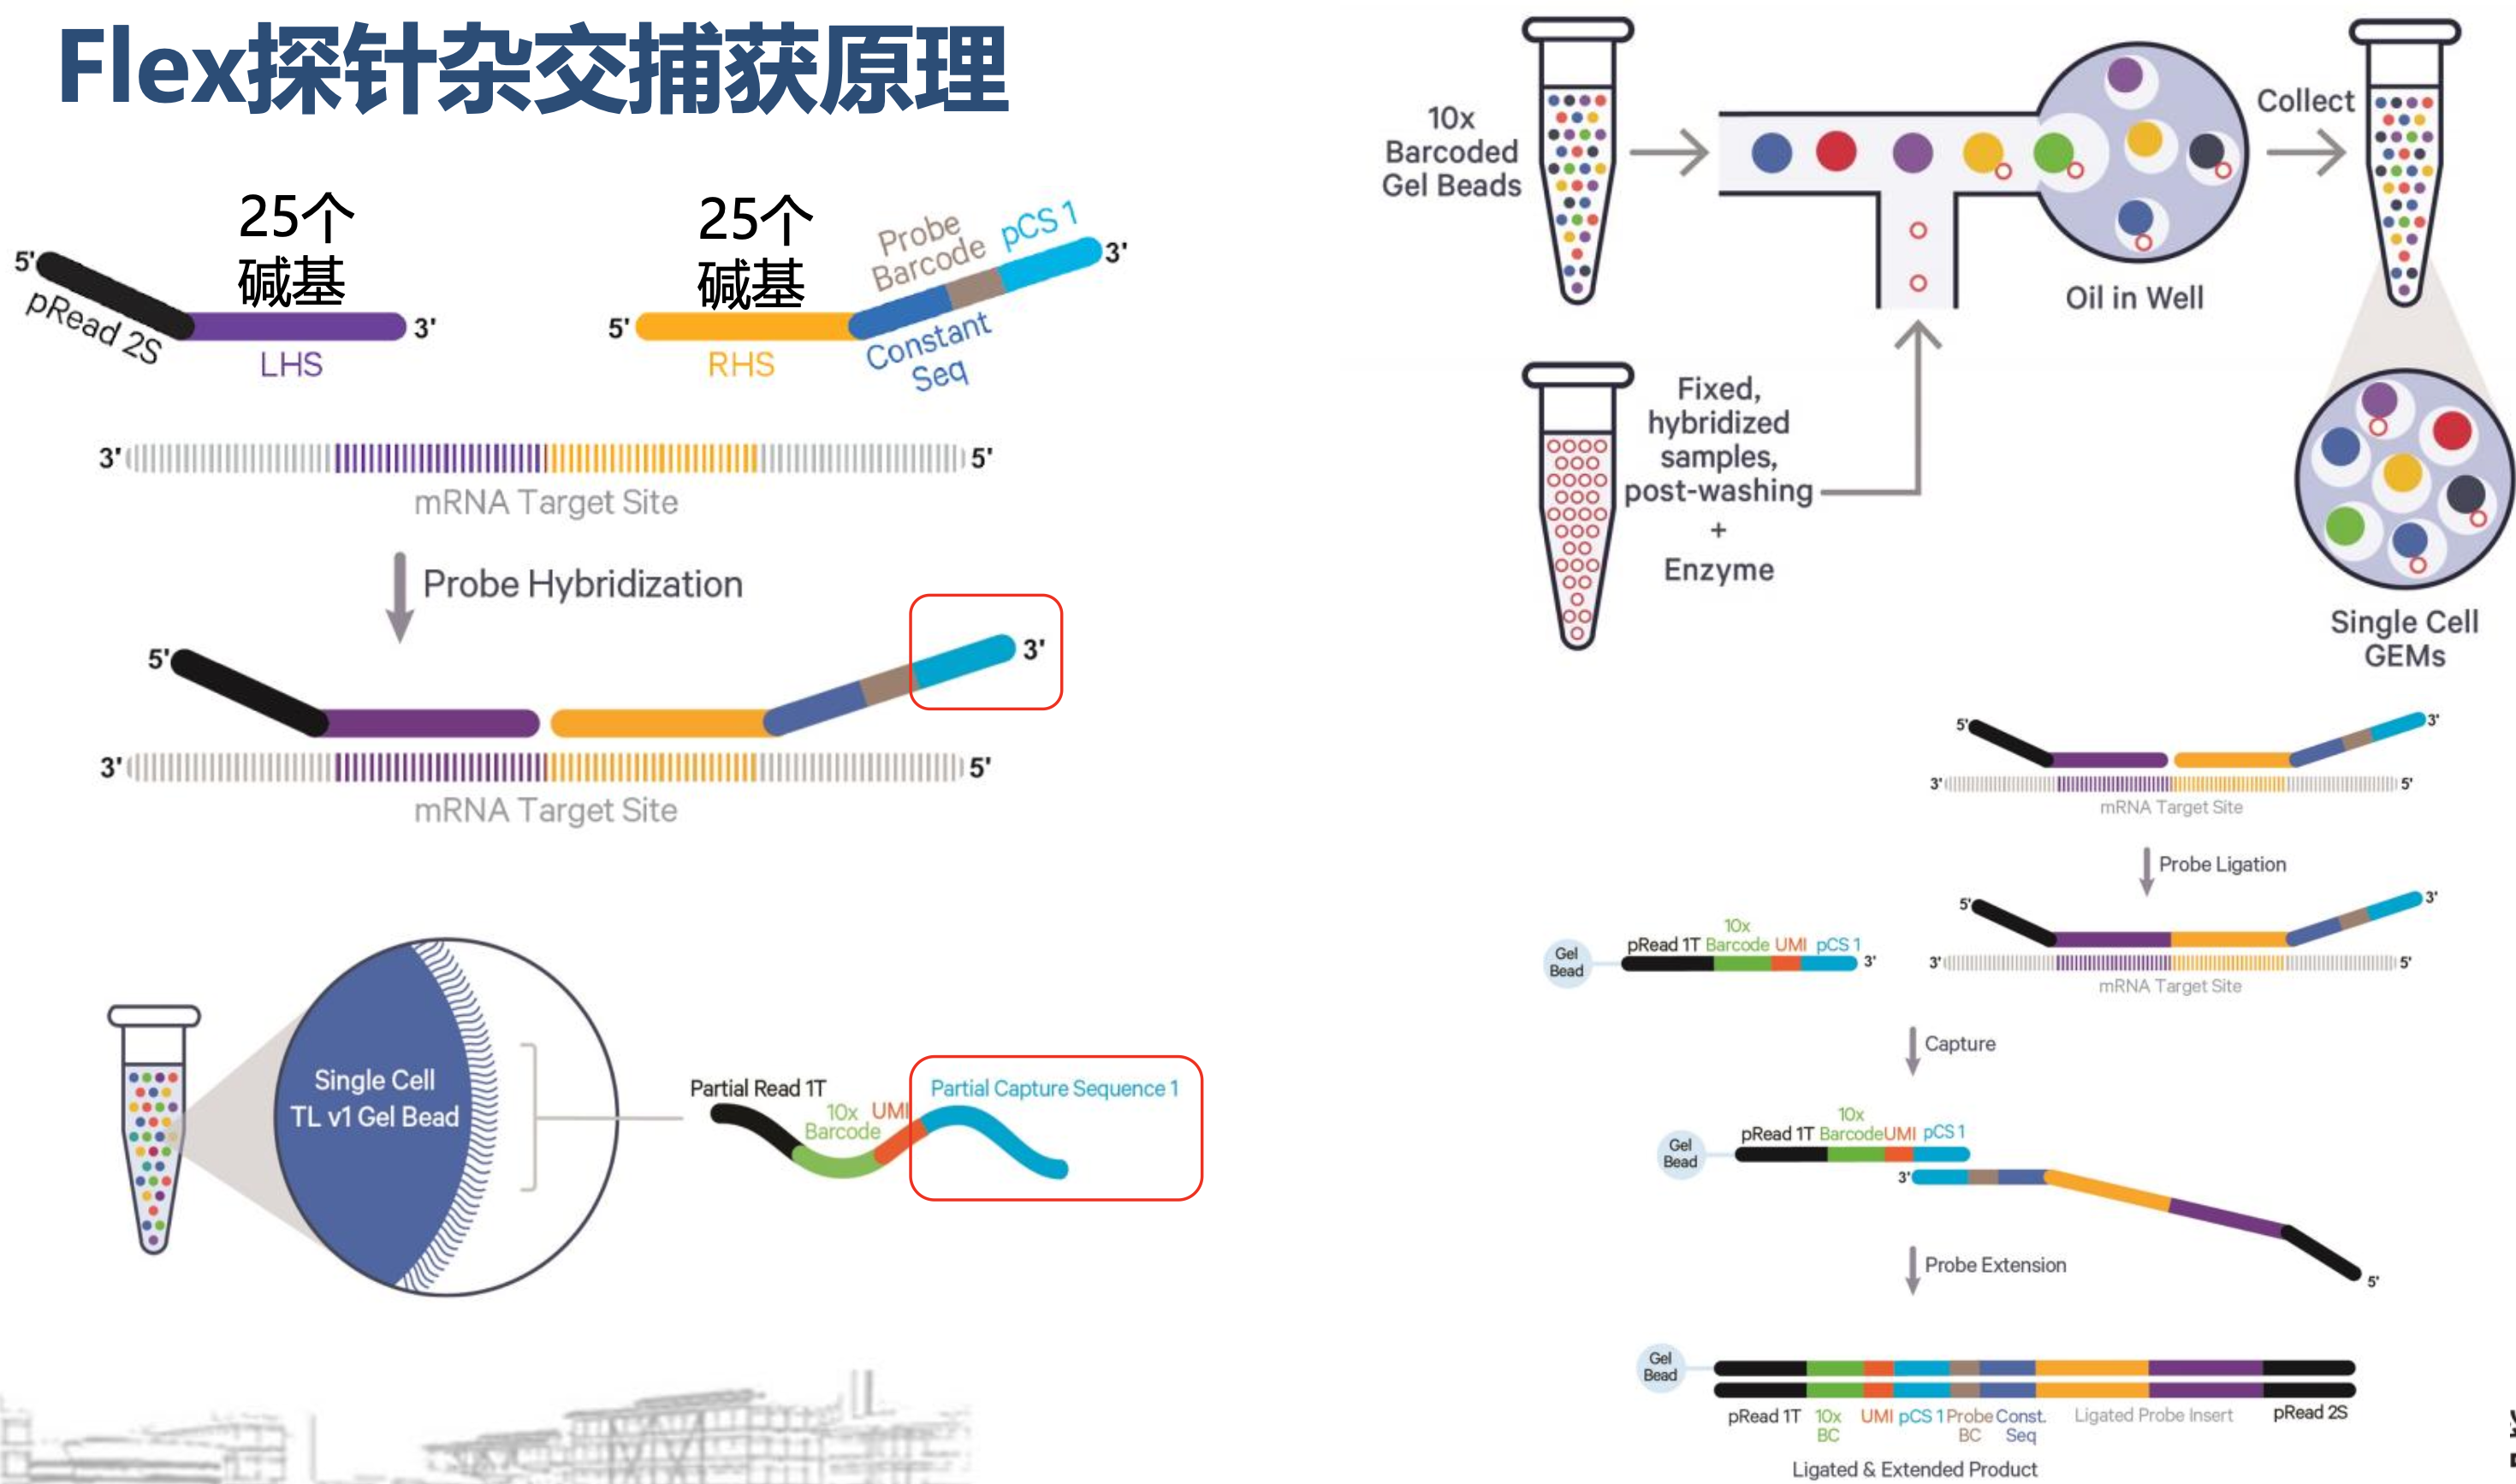 Flex探针杂交捕获原理
25个
碱基
25个
碱基
Probe
Barcode
pCS 1
5'
3'
pRead 2S
3'
5'
LHS
RHS
Constant
Seq
3'
5'
mRNA Target Site
Probe Hybridization
5'
3'
3'
5'
mRNA Target Site
Single Cell
TL v1 Gel Bead
Partial Read 1T
10x
Barcode
UMI
Partial Capture Sequence 1
10x
Barcoded
Gel Beads
Collect
Oil in Well
Fixed,
hybridized
samples,
post-washing
+
Enzyme
Single Cell
GEMs
5'
3'
3'
5'
mRNA Target Site
Probe Ligation
Gel
Bead
pRead 1T
10x
Barcode
UMI
pCS 1
3'
5'
3'
3'
5'
mRNA Target Site
Capture
Gel
Bead
pRead 1T
10x
Barcode
UMI
pCS 1
3'
5'
Probe Extension
Gel
Bead
pRead 1T
10x
BC
UMI
pCS 1
Probe
BC
Const.
Seq
Ligated Probe Insert
pRead 2S
Ligated & Extended Product